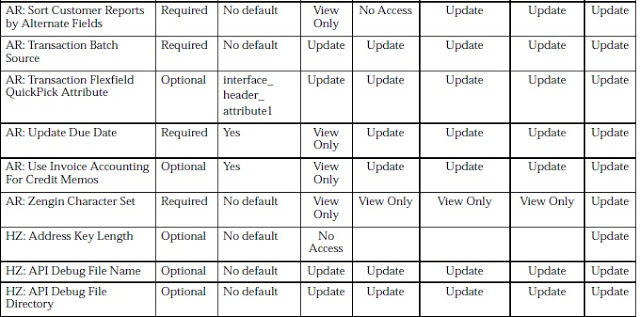 AR: Sort Customer Reports by Alternate Fields | Required | No default | View Only | No Access | Update | Update | Update
AR: Transaction Batch Source | Required | No default | Update | Update | Update | Update | Update
AR: Transaction Flexfield QuickPick Attribute | Optional | interface_header_attribute1 | Update | Update | Update | Update | Update
AR: Update Due Date | Required | Yes | View Only | Update | Update | Update | Update
AR: Use Invoice Accounting For Credit Memos | Optional | Yes | View Only | Update | Update | Update | Update
AR: Zengin Character Set | Required | No default | View Only | View Only | View Only | View Only | Update
HZ: Address Key Length | Optional | No default | No Access | | | | Update
HZ: API Debug File Name | Optional | No default | Update | Update | Update | Update | Update
HZ: API Debug File Directory | Optional | No default | Update | Update | Update | Update | Update